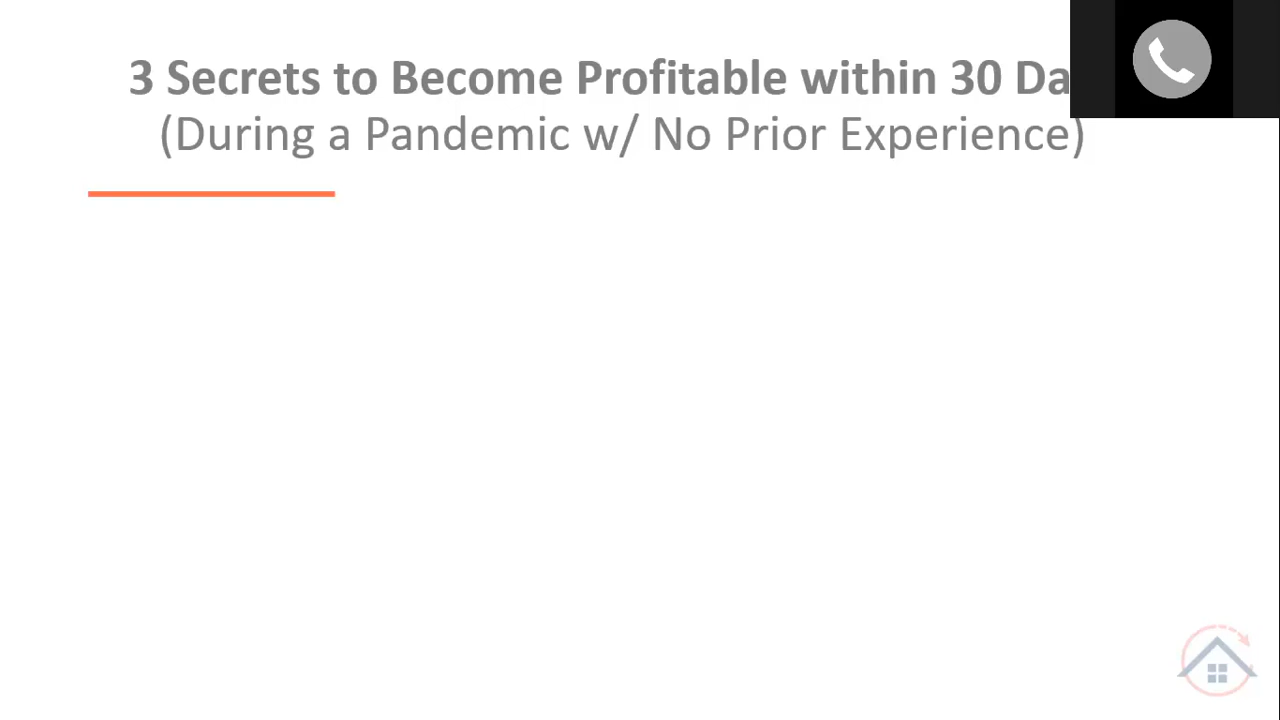 3 Secrets to Become Profitable within 30 Da
(During a Pandemic w/ No Prior Experience)